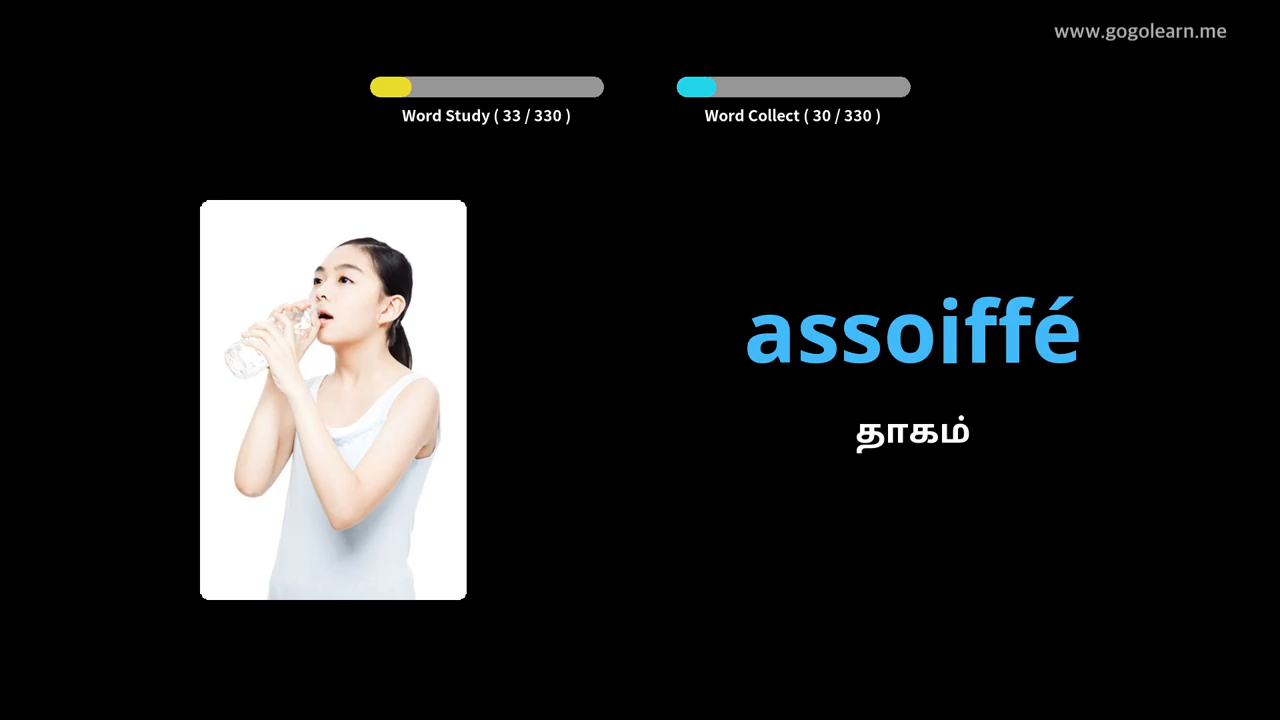 www.gogolearn.me
Word Study ( 33 / 330 )
Word Collect ( 30 / 330 )
assoiffé
தாகம்